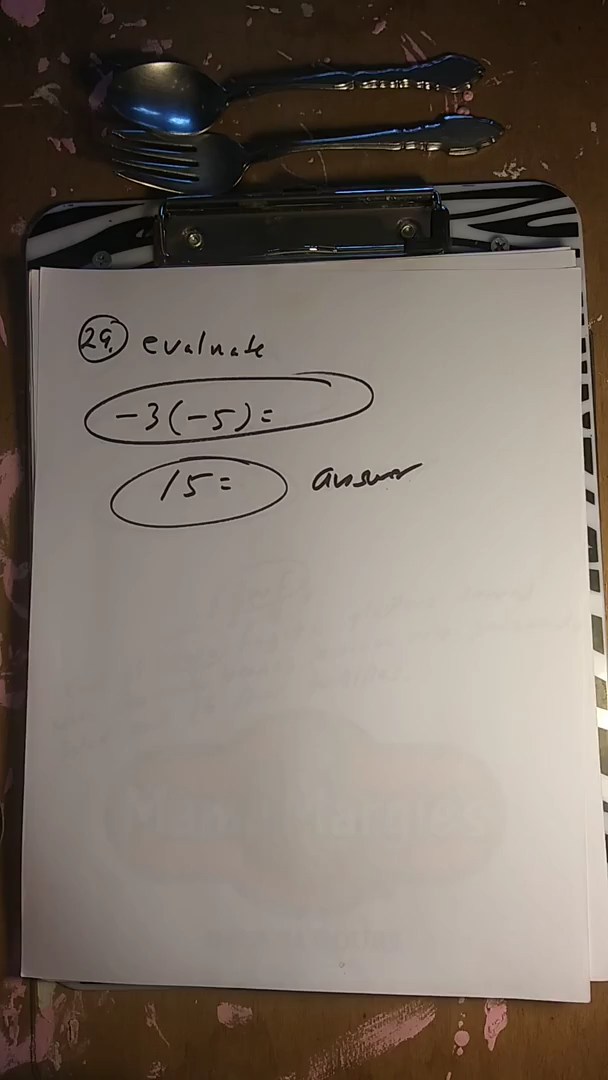 29. evaluate
-3(-5)=
15= answer